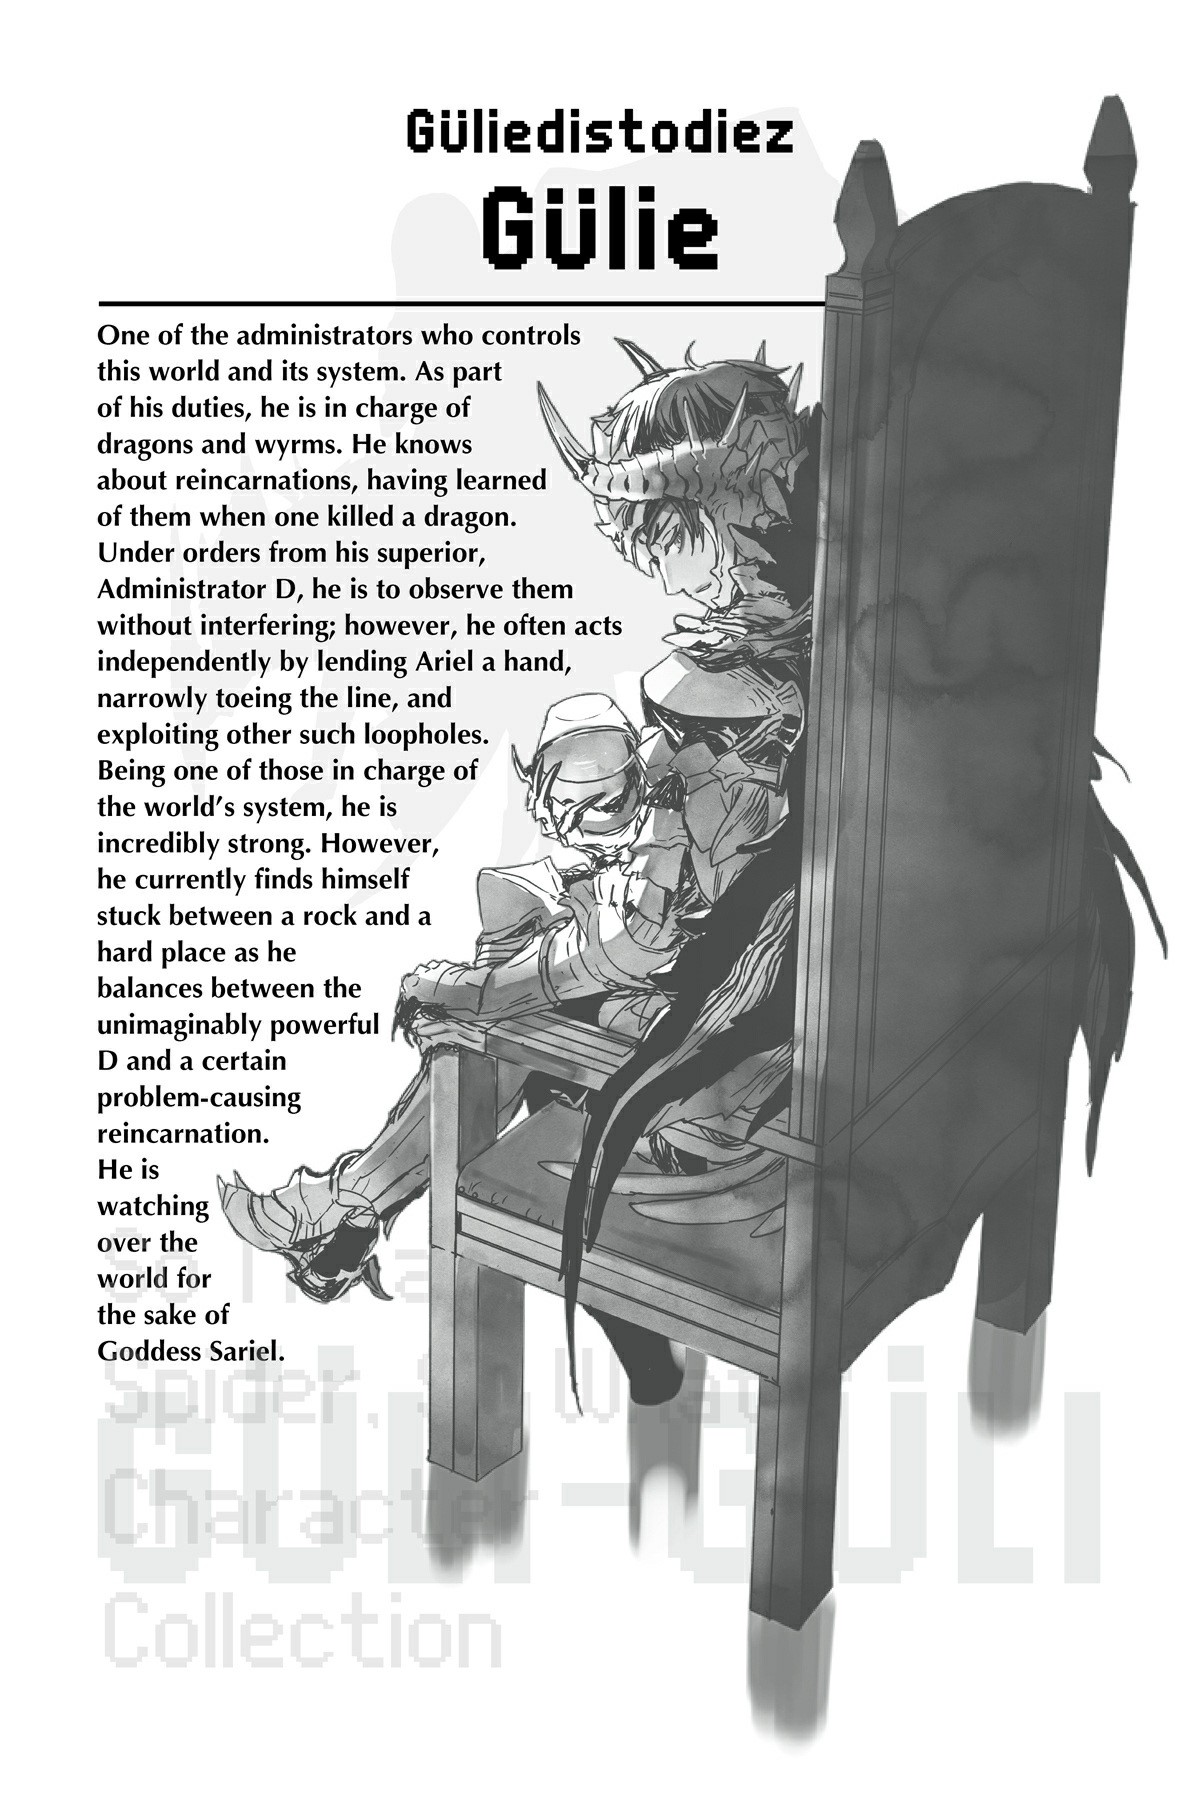 Güliedistodiez
Gülie
One of the administrators who controls
this world and its system. As part
of his duties, he is in charge of
dragons and wyrms. He knows
about reincarnations, having learned
of them when one killed a dragon.
Under orders from his superior,
Administrator D, he is to observe them
without interfering; however, he often acts
independently by lending Ariel a hand,
narrowly toeing the line, and
exploiting other such loopholes.
Being one of those in charge of
the world's system, he is
incredibly strong. However,
he currently finds himself
stuck between a rock and a
hard place as he
balances between the
unimaginably powerful
D and a certain
problem-causing
reincarnation.
He is
watching
over the
world for
the sake of
Goddess Sariel.
So I'm a
Spider, So What
GÜLI-GÜLI
Character
Collection